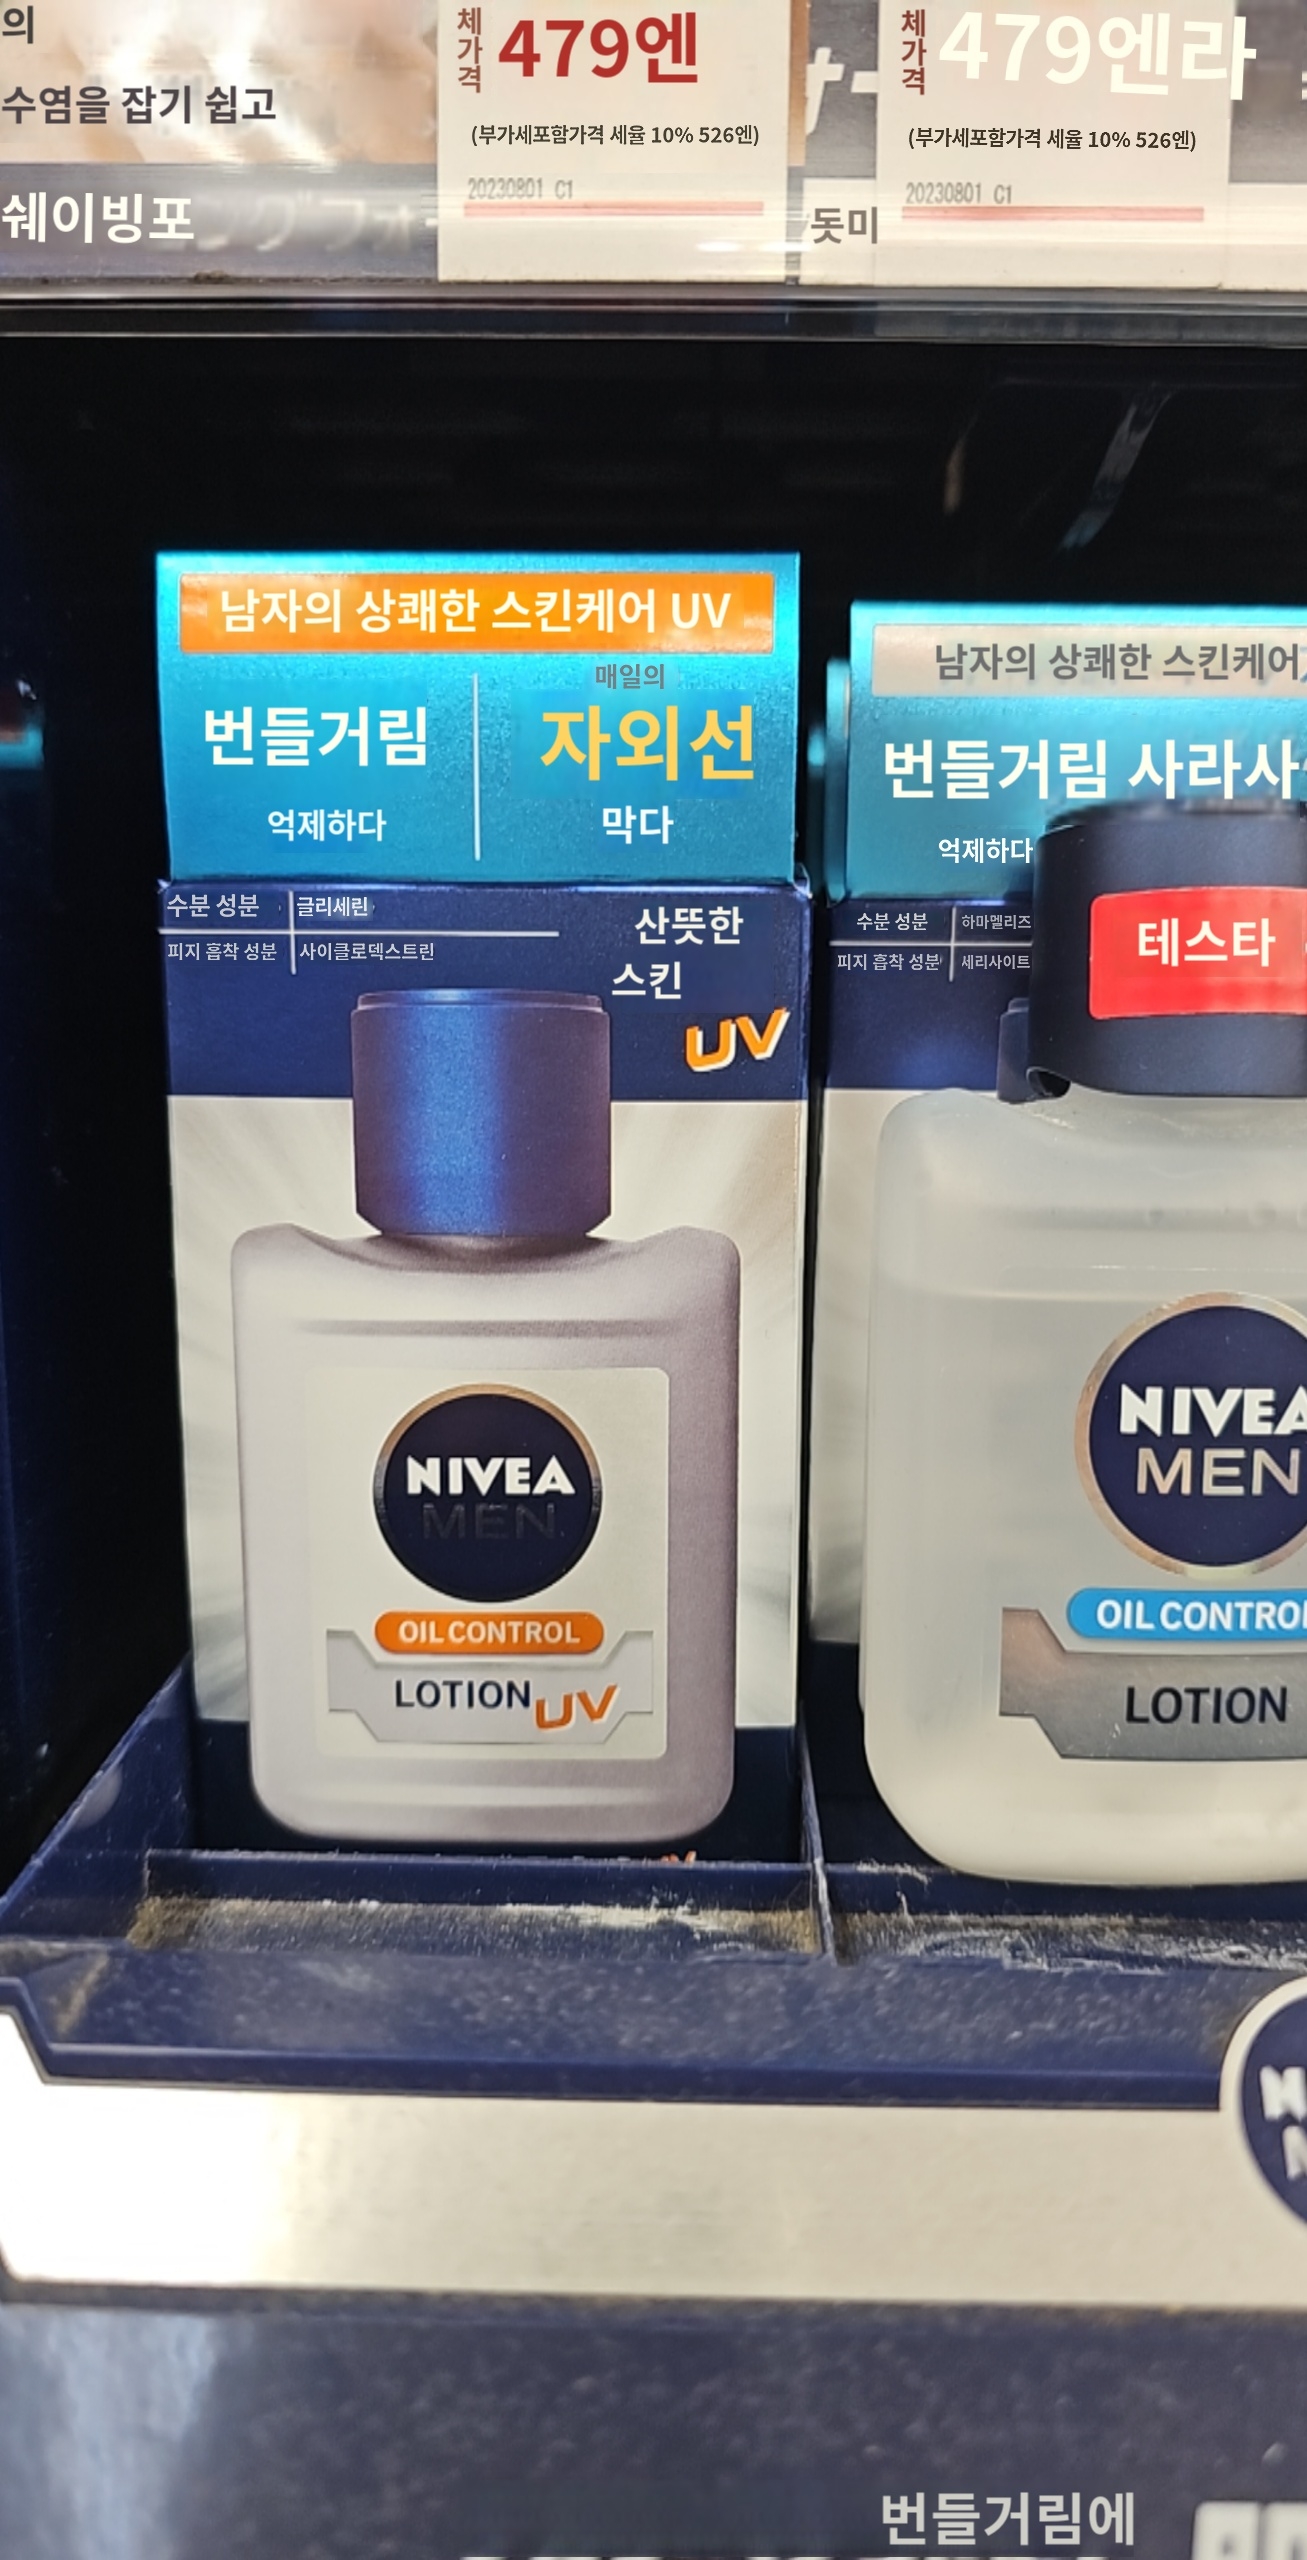 의
수염을 잡기 쉽고
쉐이빙포
체가격 479엔
(부가세포함가격 세율 10% 526엔)
20230801 C1
체가격 479엔라
(부가세포함가격 세율 10% 526엔)
20230801 C1
돗미
남자의 상쾌한 스킨케어 UV
번들거림
억제하다
매일의
자외선
막다
수분 성분 글리세린
피지 흡착 성분 사이클로덱스트린
산뜻한
스킨
UV
NIVEA
MEN
OIL CONTROL
LOTION UV
남자의 상쾌한 스킨케어
번들거림 사라사
억제하다
수분 성분 하마멜리즈
피지 흡착 성분 세리사이트
테스타
NIVEA
MEN
OIL CONTROL
LOTION
번들거림에